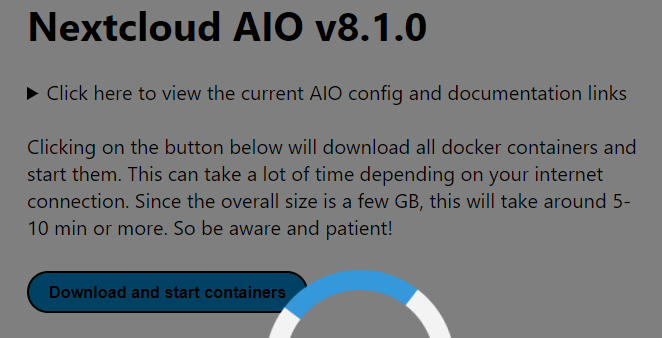 Nextcloud AIO v8.1.0
Click here to view the current AIO config and documentation links
Clicking on the button below will download all docker containers and
start them. This can take a lot of time depending on your internet
connection. Since the overall size is a few GB, this will take around 5-
10 min or more. So be aware and patient!
Download and start containers